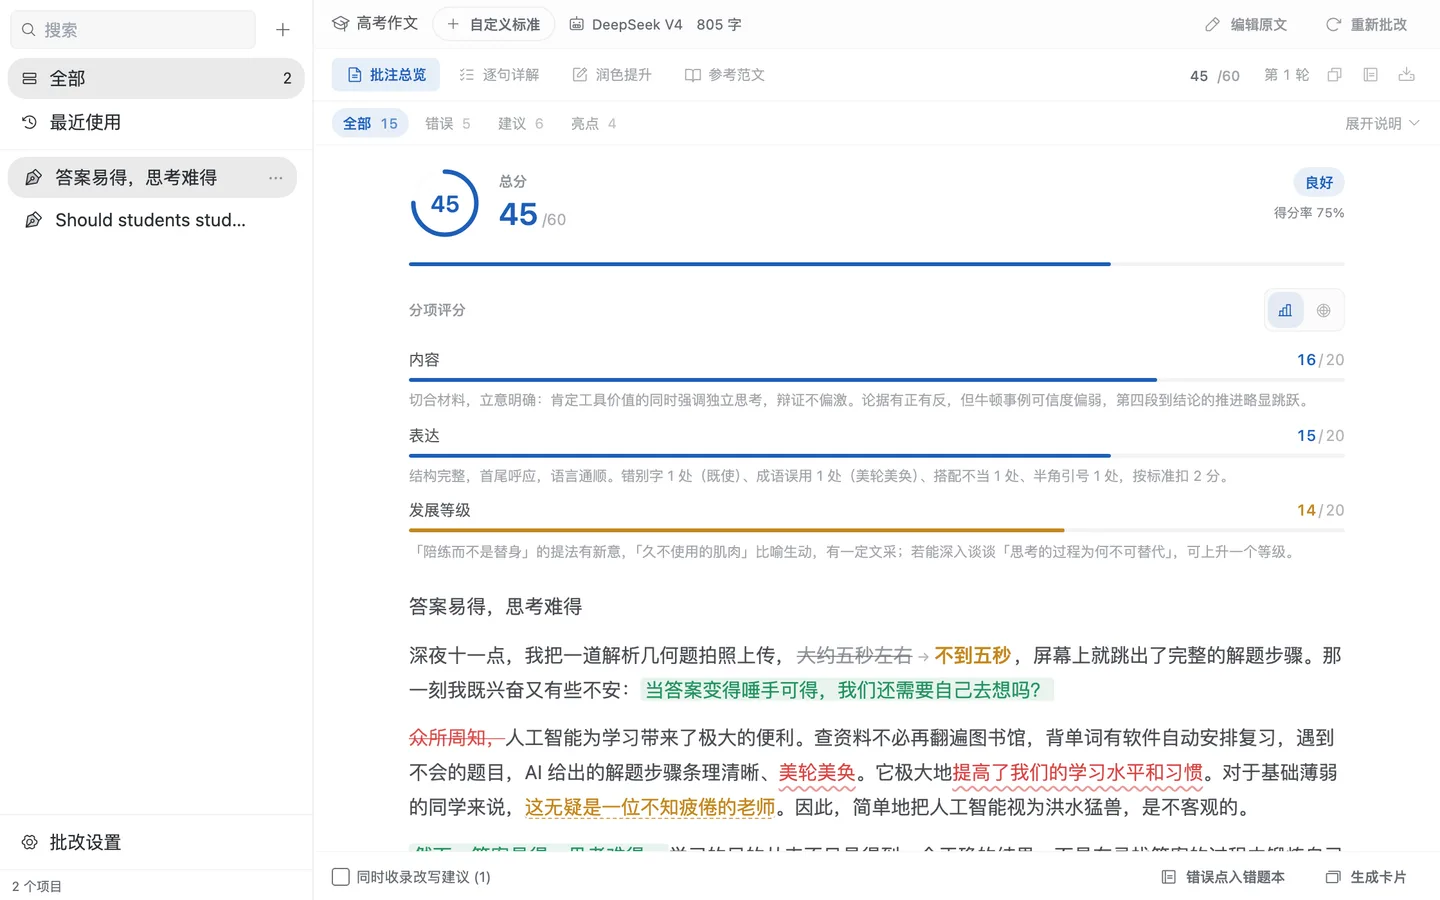 搜索
全部 2
最近使用
答案易得，思考难得 ...
Should students stud...
批改设置
2 个项目
高考作文 + 自定义标准 DeepSeek V4 805 字 编辑原文 重新批改
批注总览 逐句详解 润色提升 参考范文 45 /60 第 1 轮
全部 15 错误 5 建议 6 亮点 4 展开说明
45
总分
45 /60
良好
得分率 75%
分项评分
内容 16/20
切合材料，立意明确：肯定工具价值的同时强调独立思考，辩证不偏激。论据有正有反，但牛顿事例可信度偏弱，第四段到结论的推进略显跳跃。
表达 15/20
结构完整，首尾呼应，语言通顺。错别字 1 处（既使）、成语误用 1 处（美轮美奂）、搭配不当 1 处、半角引号 1 处，按标准扣 2 分。
发展等级 14/20
「陪练而不是替身」的提法有新意，「久不使用的肌肉」比喻生动，有一定文采；若能深入谈谈「思考的过程为何不可替代」，可上升一个等级。
答案易得，思考难得
深夜十一点，我把一道解析几何题拍照上传，大约五秒左右 → 不到五秒，屏幕上就跳出了完整的解题步骤。那
一刻我既兴奋又有些不安：当答案变得唾手可得，我们还需要自己去想吗？
众所周知，人工智能为学习带来了极大的便利。查资料不必再翻遍图书馆，背单词有软件自动安排复习，遇到
不会的题目，AI 给出的解题步骤条理清晰、美轮美奂。它极大地提高了我们的学习水平和习惯。对于基础薄弱
的同学来说，这无疑是一位不知疲倦的老师。因此，简单地把人工智能视为洪水猛兽，是不客观的。
同时收录改写建议 (1) 错误点入错题本 生成卡片